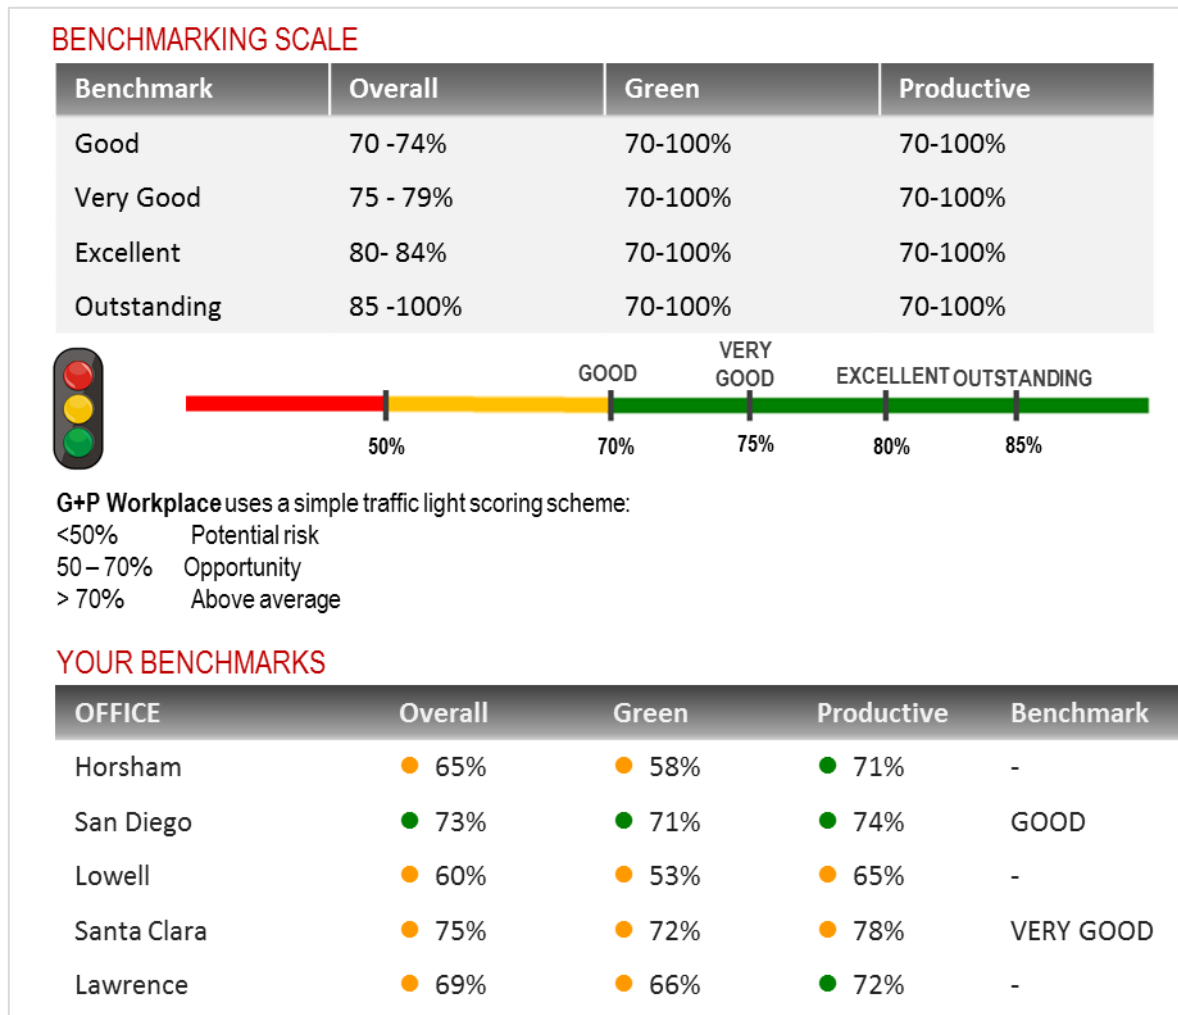 BENCHMARKING SCALE
Benchmark Overall Green Productive
Good 70 -74% 70-100% 70-100%
Very Good 75 - 79% 70-100% 70-100%
Excellent 80- 84% 70-100% 70-100%
Outstanding 85 -100% 70-100% 70-100%
GOOD VERY GOOD EXCELLENT OUTSTANDING
50% 70% 75% 80% 85%
G+P Workplace uses a simple traffic light scoring scheme:
<50% Potential risk
50 – 70% Opportunity
> 70% Above average
YOUR BENCHMARKS
OFFICE Overall Green Productive Benchmark
Horsham 65% 58% 71% -
San Diego 73% 71% 74% GOOD
Lowell 60% 53% 65% -
Santa Clara 75% 72% 78% VERY GOOD
Lawrence 69% 66% 72% -